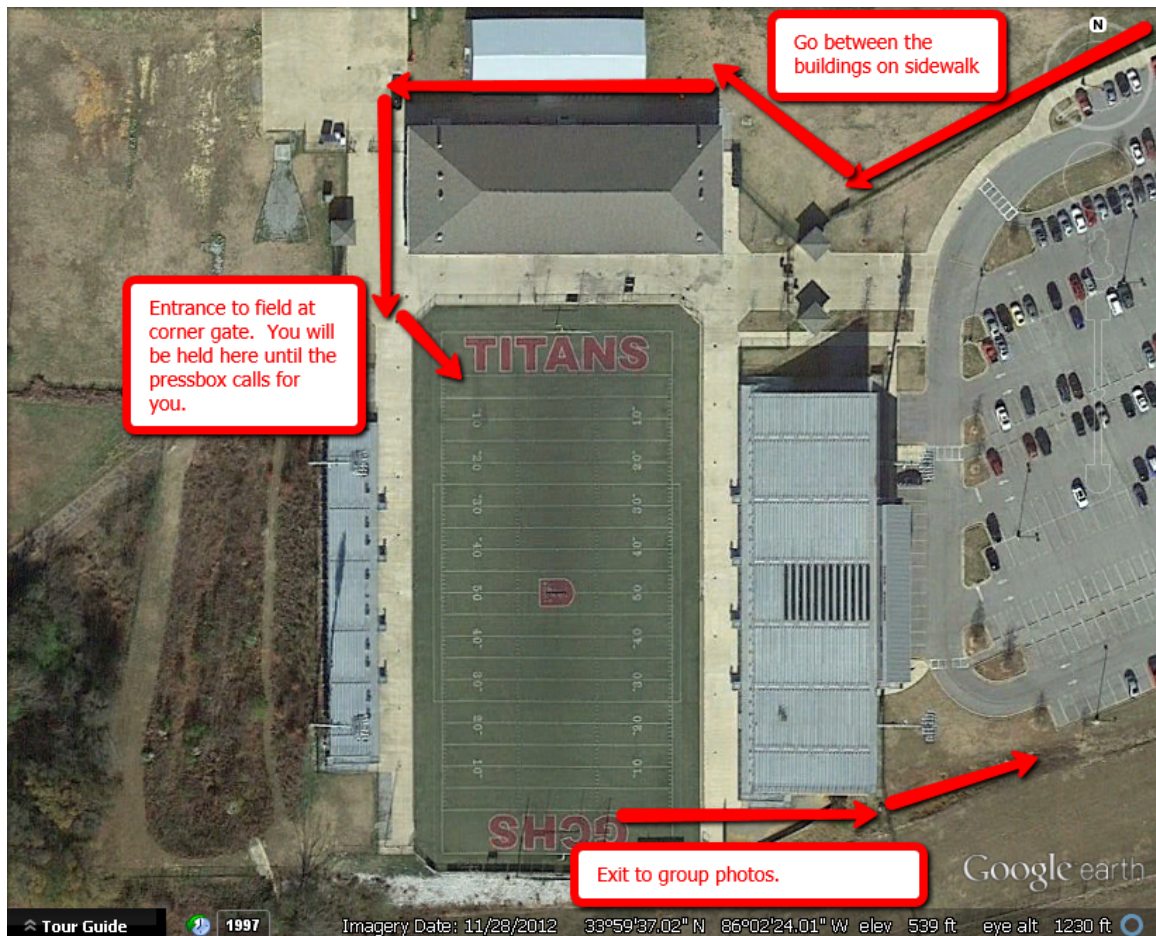 N
Go between the
buildings on sidewalk
Entrance to field at
corner gate. You will
be held here until the
pressbox calls for
you.
TITANS
10 10
20 20
30 30
40 40
50 50
40 40
30 30
20 20
10 10
GCHS
Exit to group photos.
Google earth
Tour Guide
1997
Imagery Date: 11/28/2012 33°59'37.02" N 86°02'24.01" W elev 539 ft eye alt 1230 ft